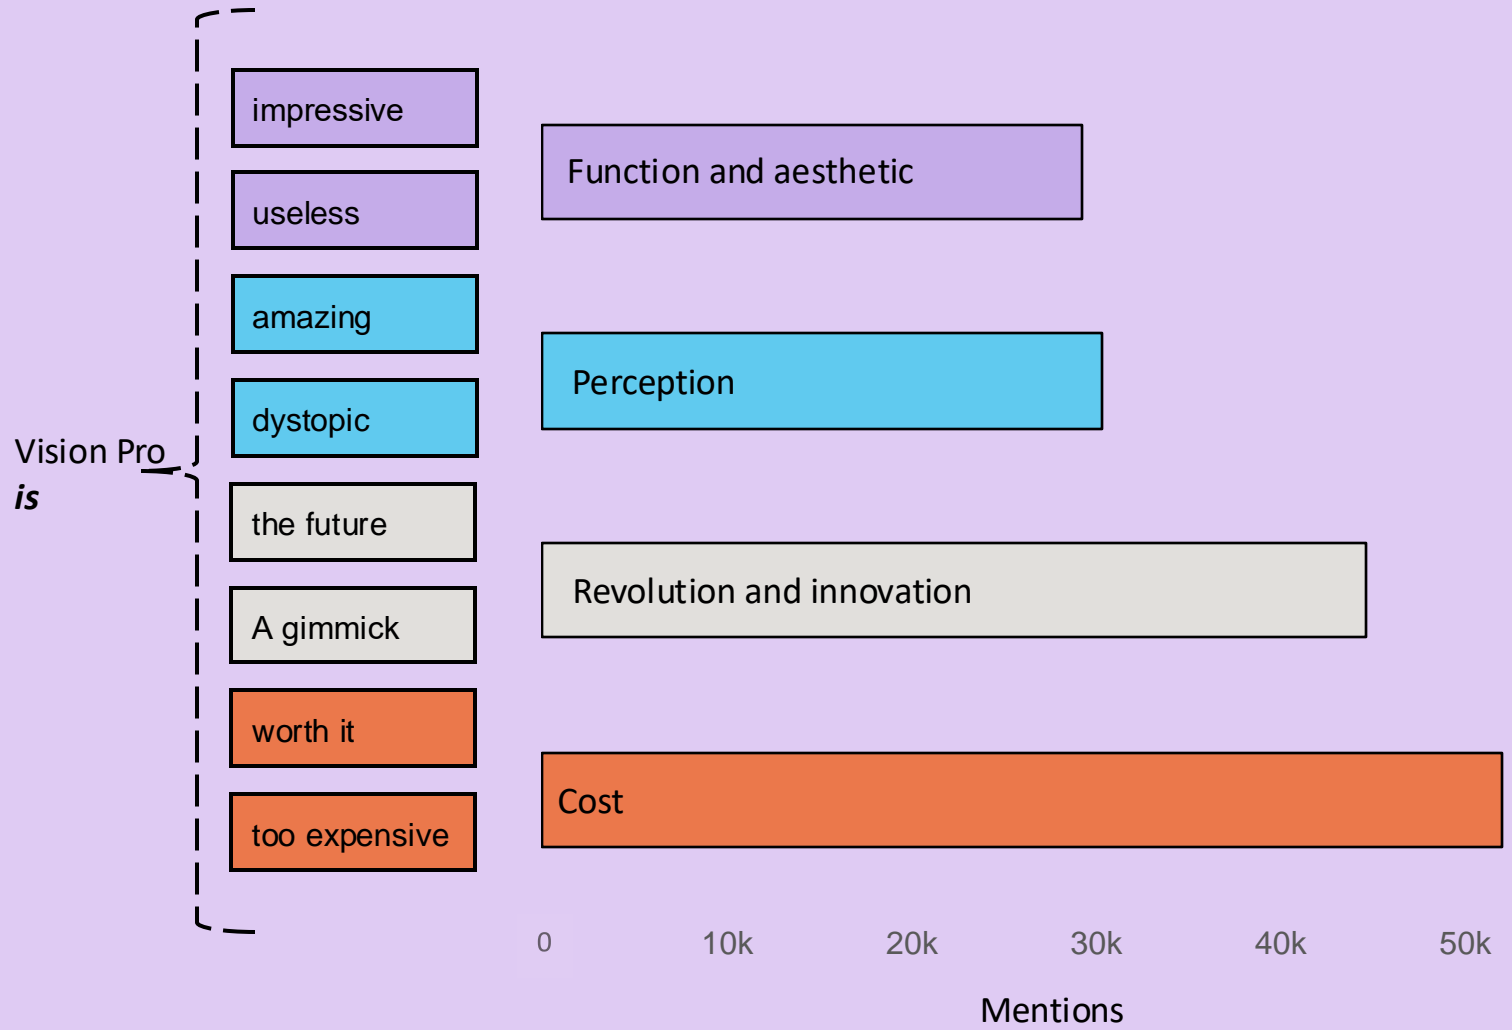 Vision Pro
is
impressive
useless
amazing
dystopic
the future
A gimmick
worth it
too expensive
Function and aesthetic
Perception
Revolution and innovation
Cost
0 10k 20k 30k 40k 50k
Mentions